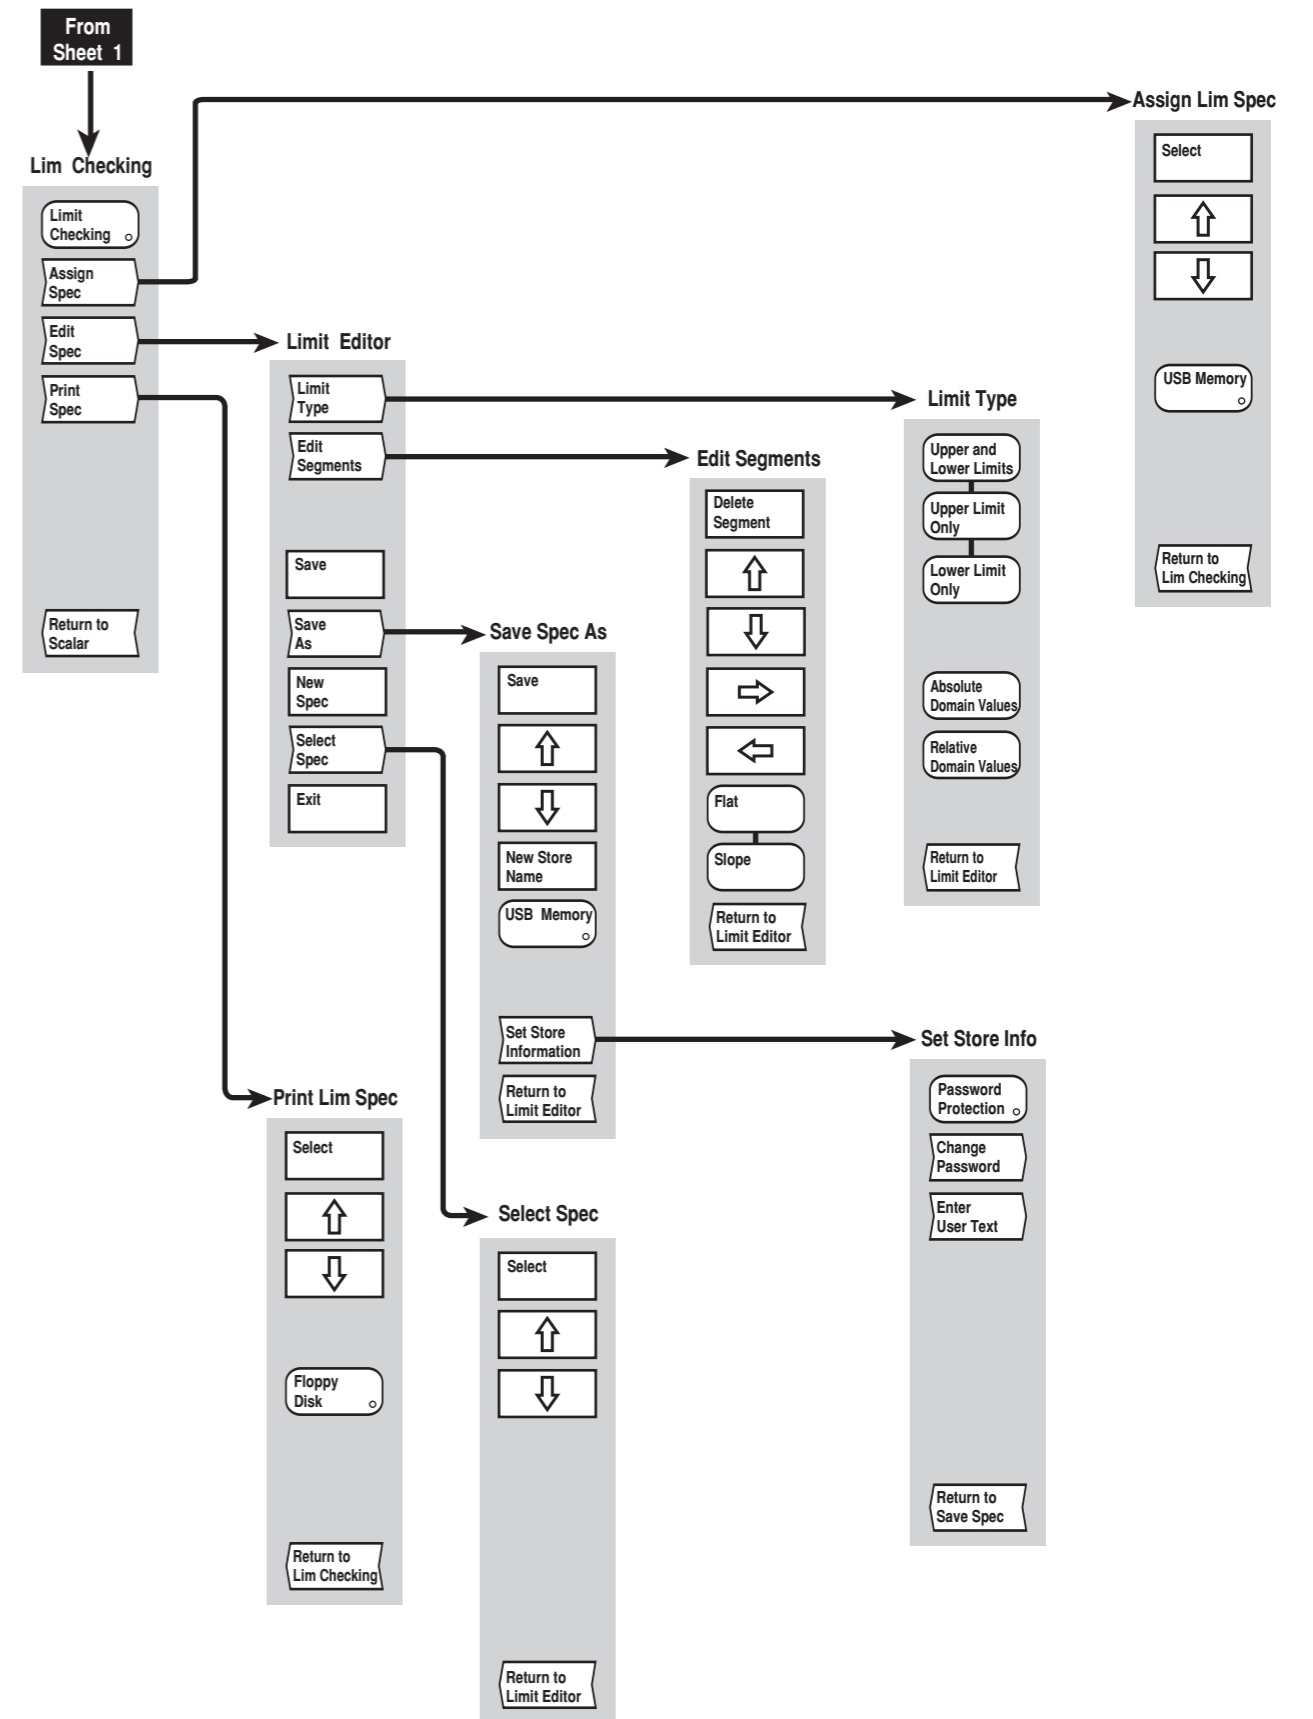 From
Sheet 1
Lim Checking
Limit
Checking
Assign
Spec
Edit
Spec
Print
Spec
Return to
Scalar
Assign Lim Spec
Select
USB Memory
Return to
Lim Checking
Limit Editor
Limit
Type
Edit
Segments
Save
Save
As
New
Spec
Select
Spec
Exit
Limit Type
Upper and
Lower Limits
Upper Limit
Only
Lower Limit
Only
Absolute
Domain Values
Relative
Domain Values
Return to
Limit Editor
Edit Segments
Delete
Segment
Flat
Slope
Return to
Limit Editor
Save Spec As
Save
New Store
Name
USB Memory
Set Store
Information
Return to
Limit Editor
Set Store Info
Password
Protection
Change
Password
Enter
User Text
Return to
Save Spec
Print Lim Spec
Select
Floppy
Disk
Return to
Lim Checking
Select Spec
Select
Return to
Limit Editor